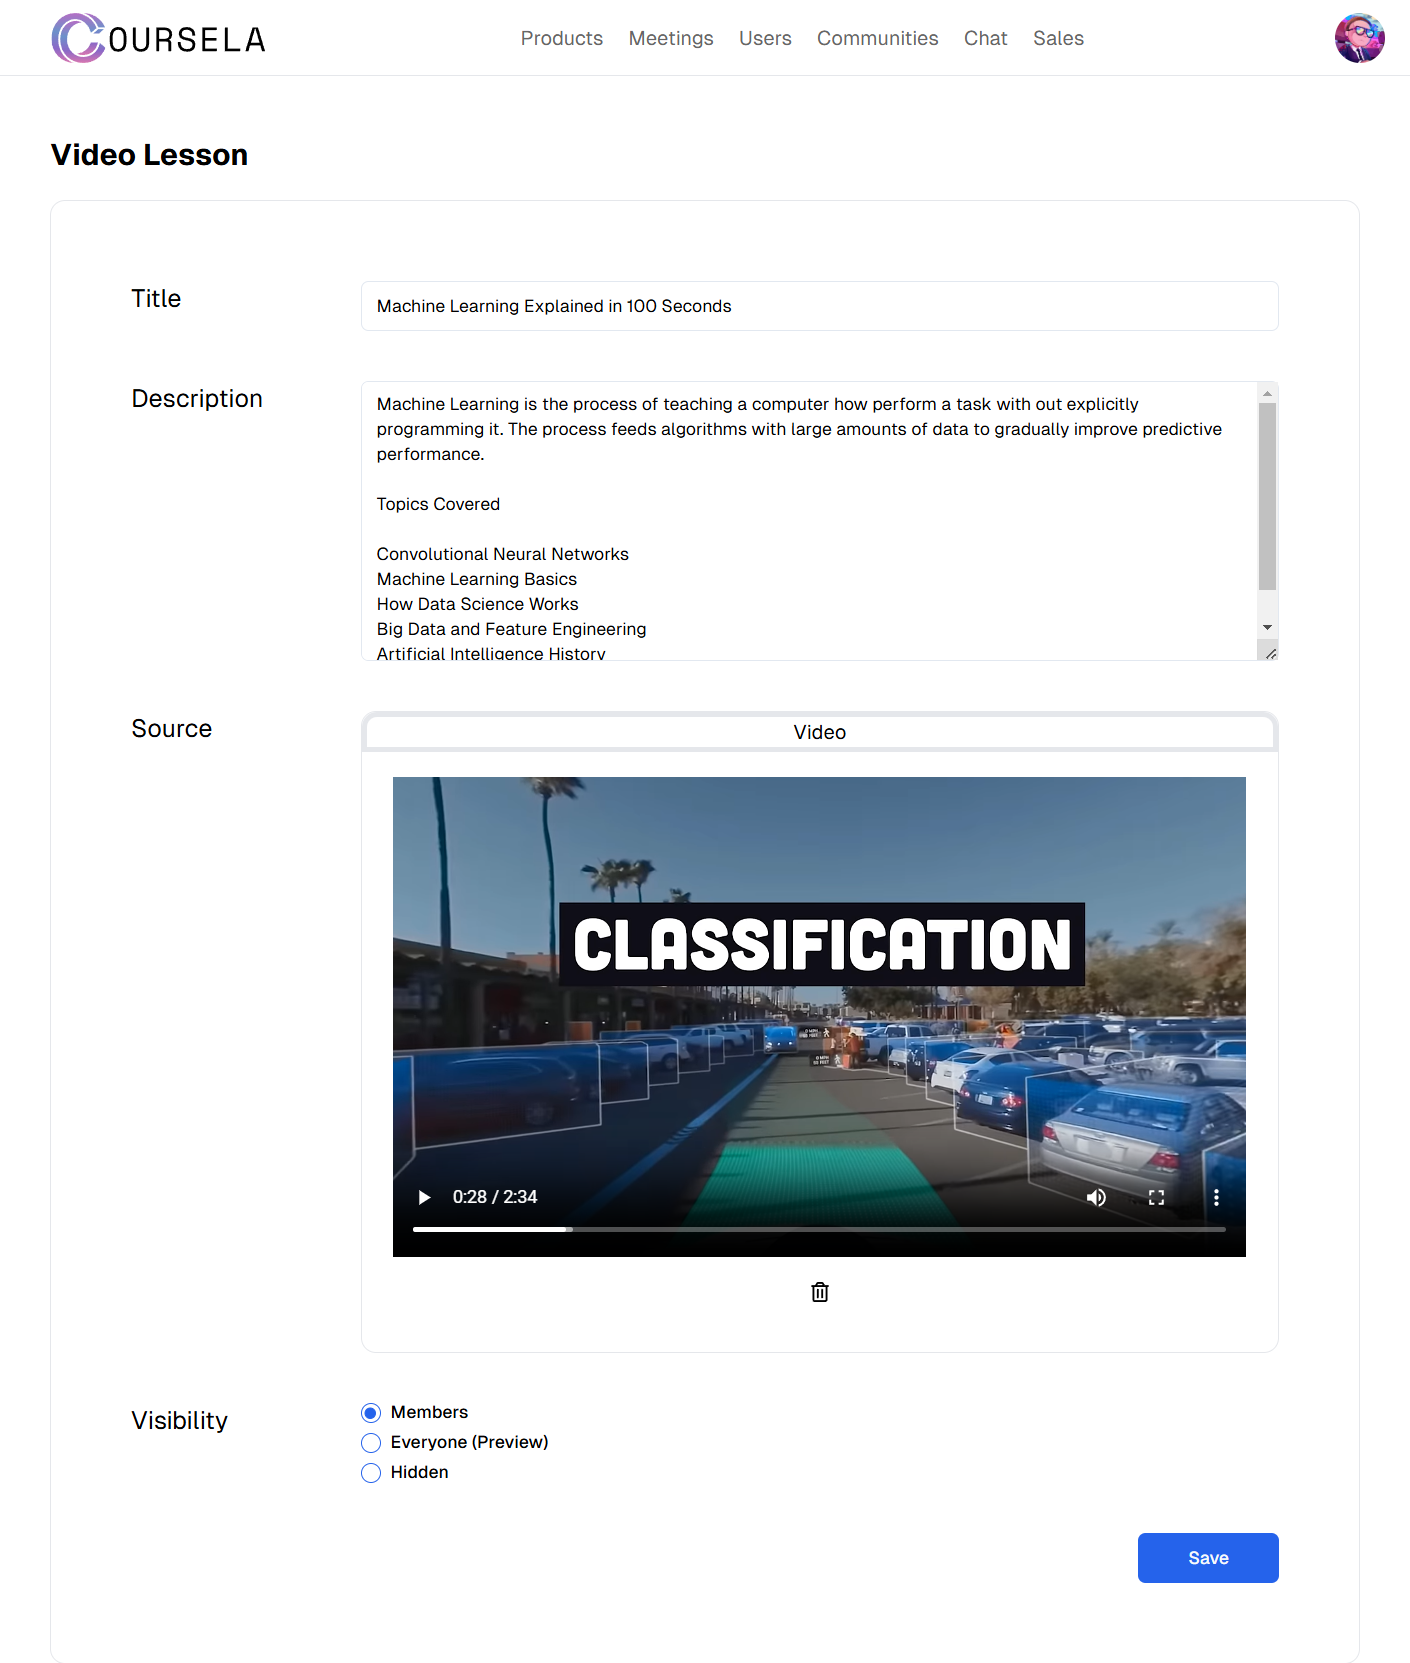 COURSELA
Products Meetings Users Communities Chat Sales
Video Lesson
Title
Machine Learning Explained in 100 Seconds
Description
Machine Learning is the process of teaching a computer how perform a task with out explicitly
programming it. The process feeds algorithms with large amounts of data to gradually improve predictive
performance.
Topics Covered
Convolutional Neural Networks
Machine Learning Basics
How Data Science Works
Big Data and Feature Engineering
Artificial Intelligence History
Source
Video
CLASSIFICATION
0:28 / 2:34
Visibility
Members
Everyone (Preview)
Hidden
Save